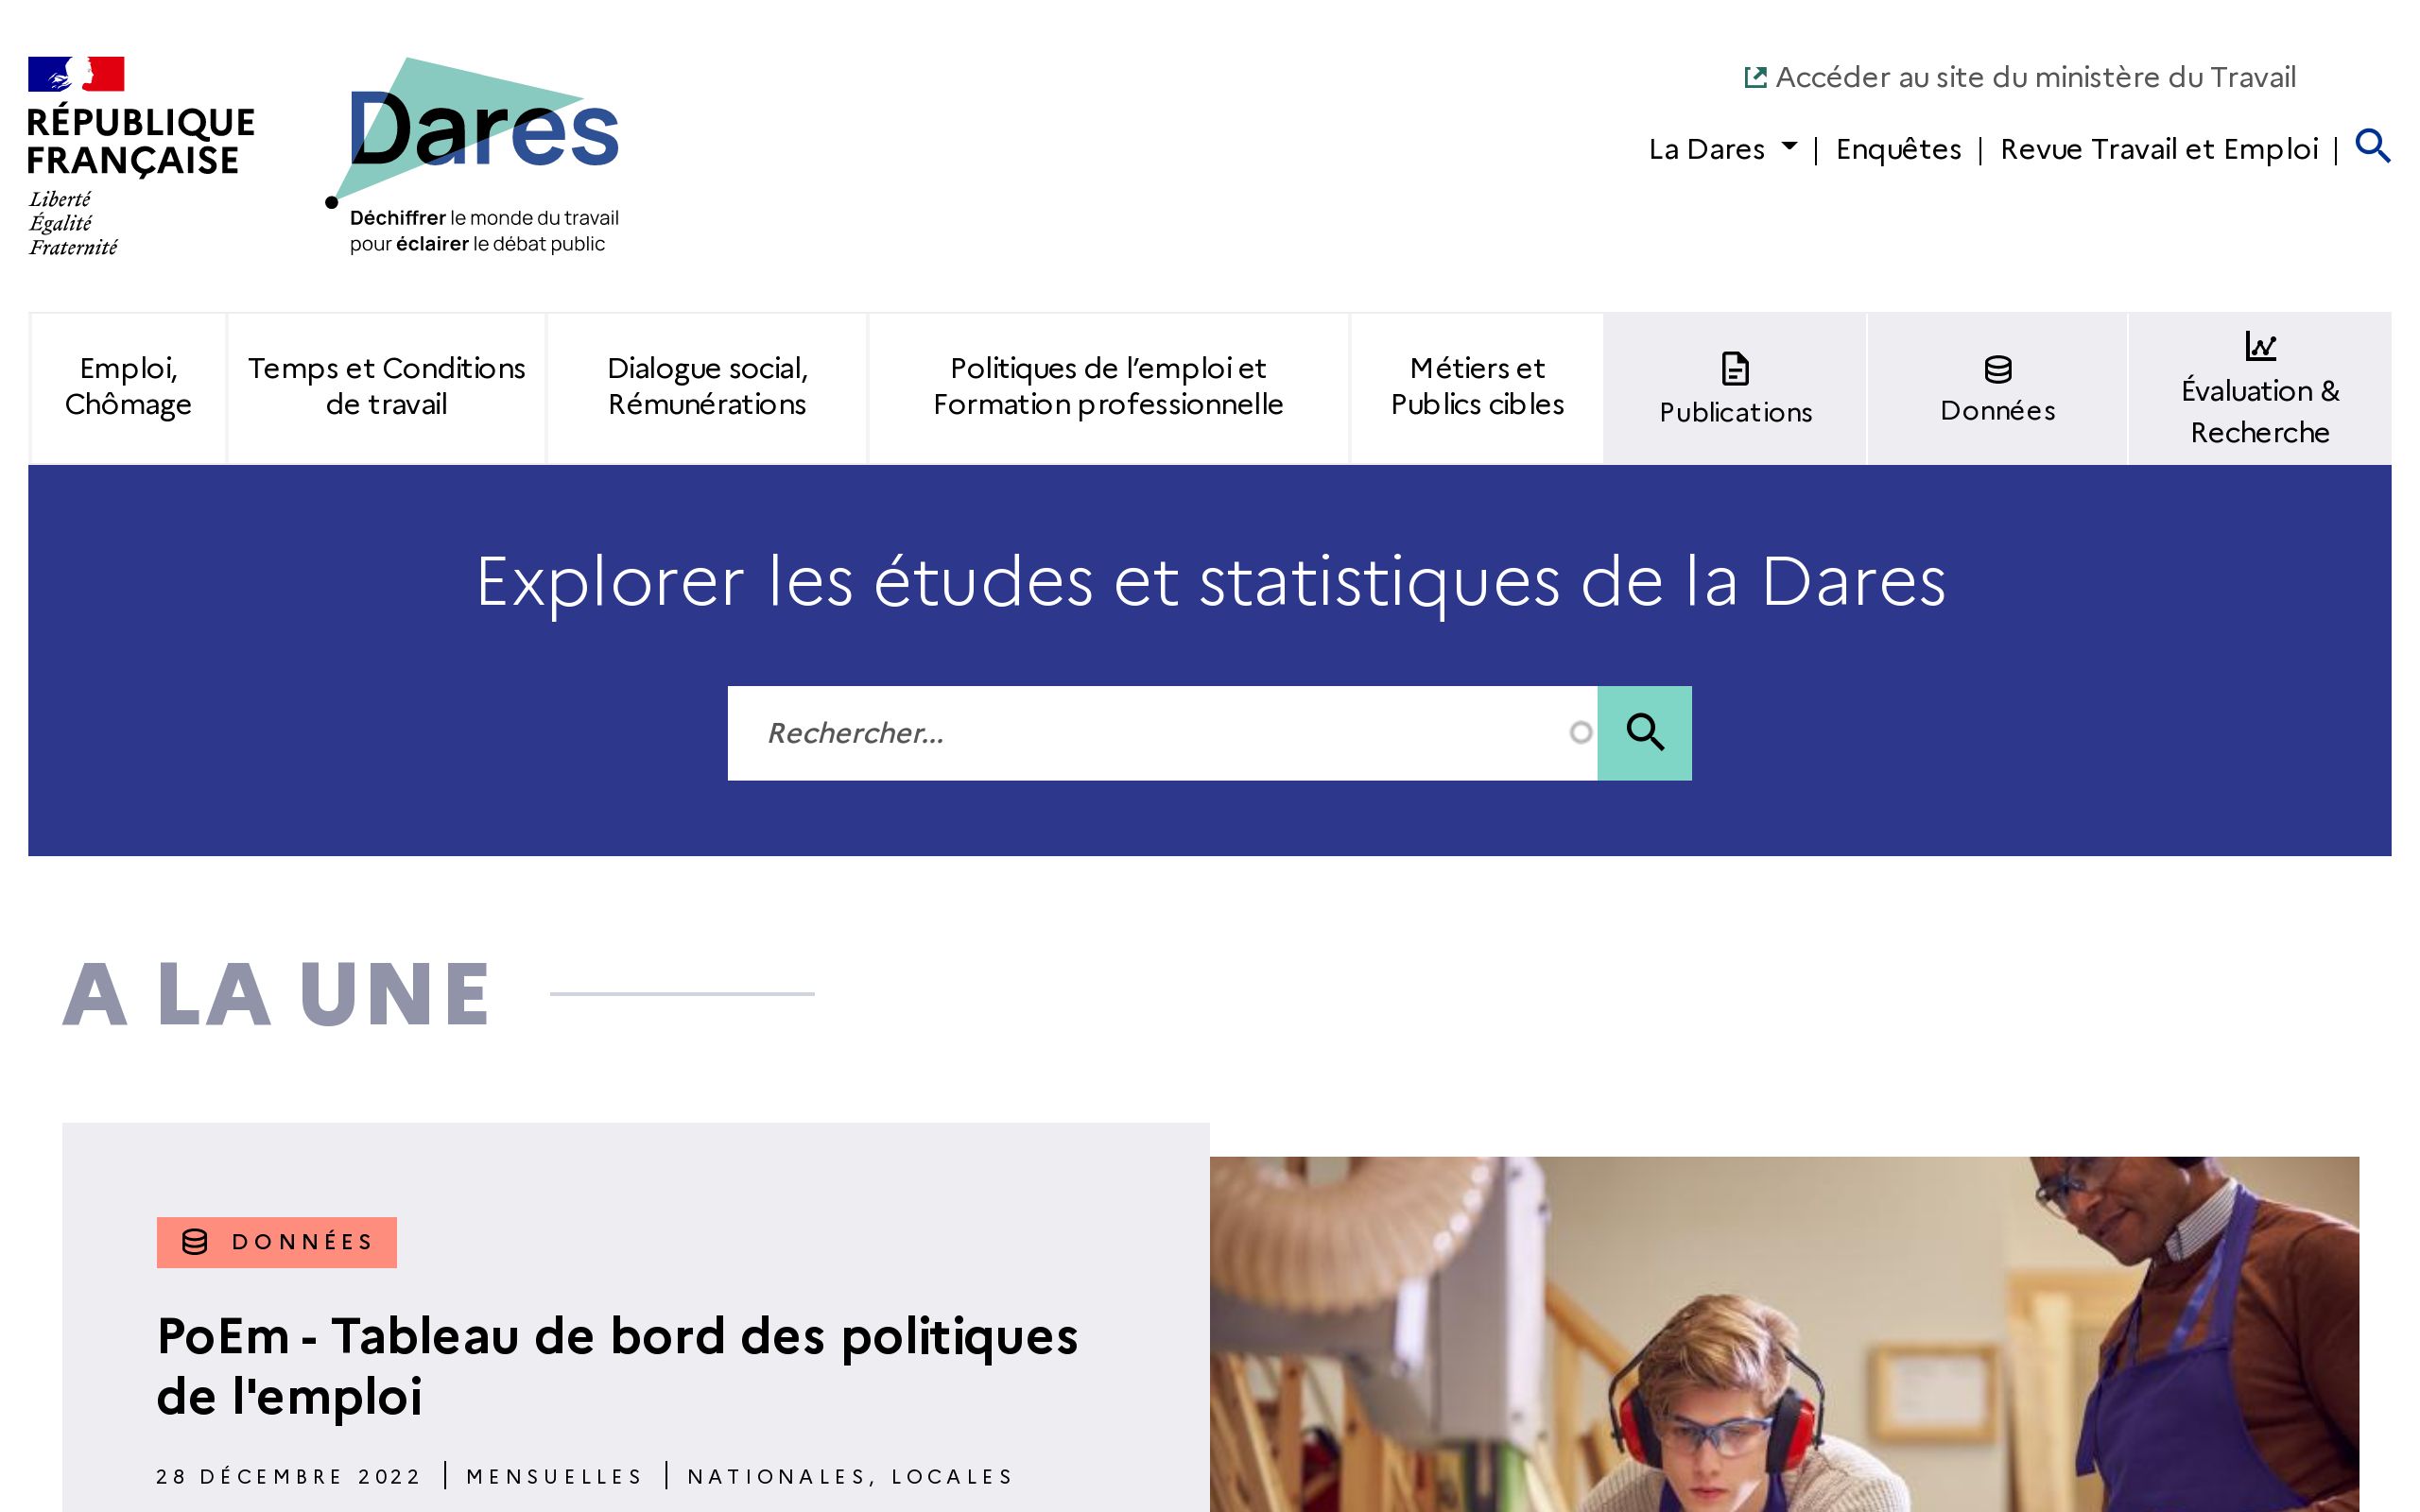 RÉPUBLIQUE
FRANÇAISE
Liberté
Égalité
Fraternité
Dares
Déchiffrer le monde du travail
pour éclairer le débat public
Accéder au site du ministère du Travail
La Dares | Enquêtes | Revue Travail et Emploi |
Emploi,
Chômage
Temps et Conditions
de travail
Dialogue social,
Rémunérations
Politiques de l’emploi et
Formation professionnelle
Métiers et
Publics cibles
Publications
Données
Évaluation &
Recherche
Explorer les études et statistiques de la Dares
Rechercher...
A LA UNE
DONNÉES
PoEm - Tableau de bord des politiques
de l'emploi
28 DÉCEMBRE 2022 | MENSUELLES | NATIONALES, LOCALES